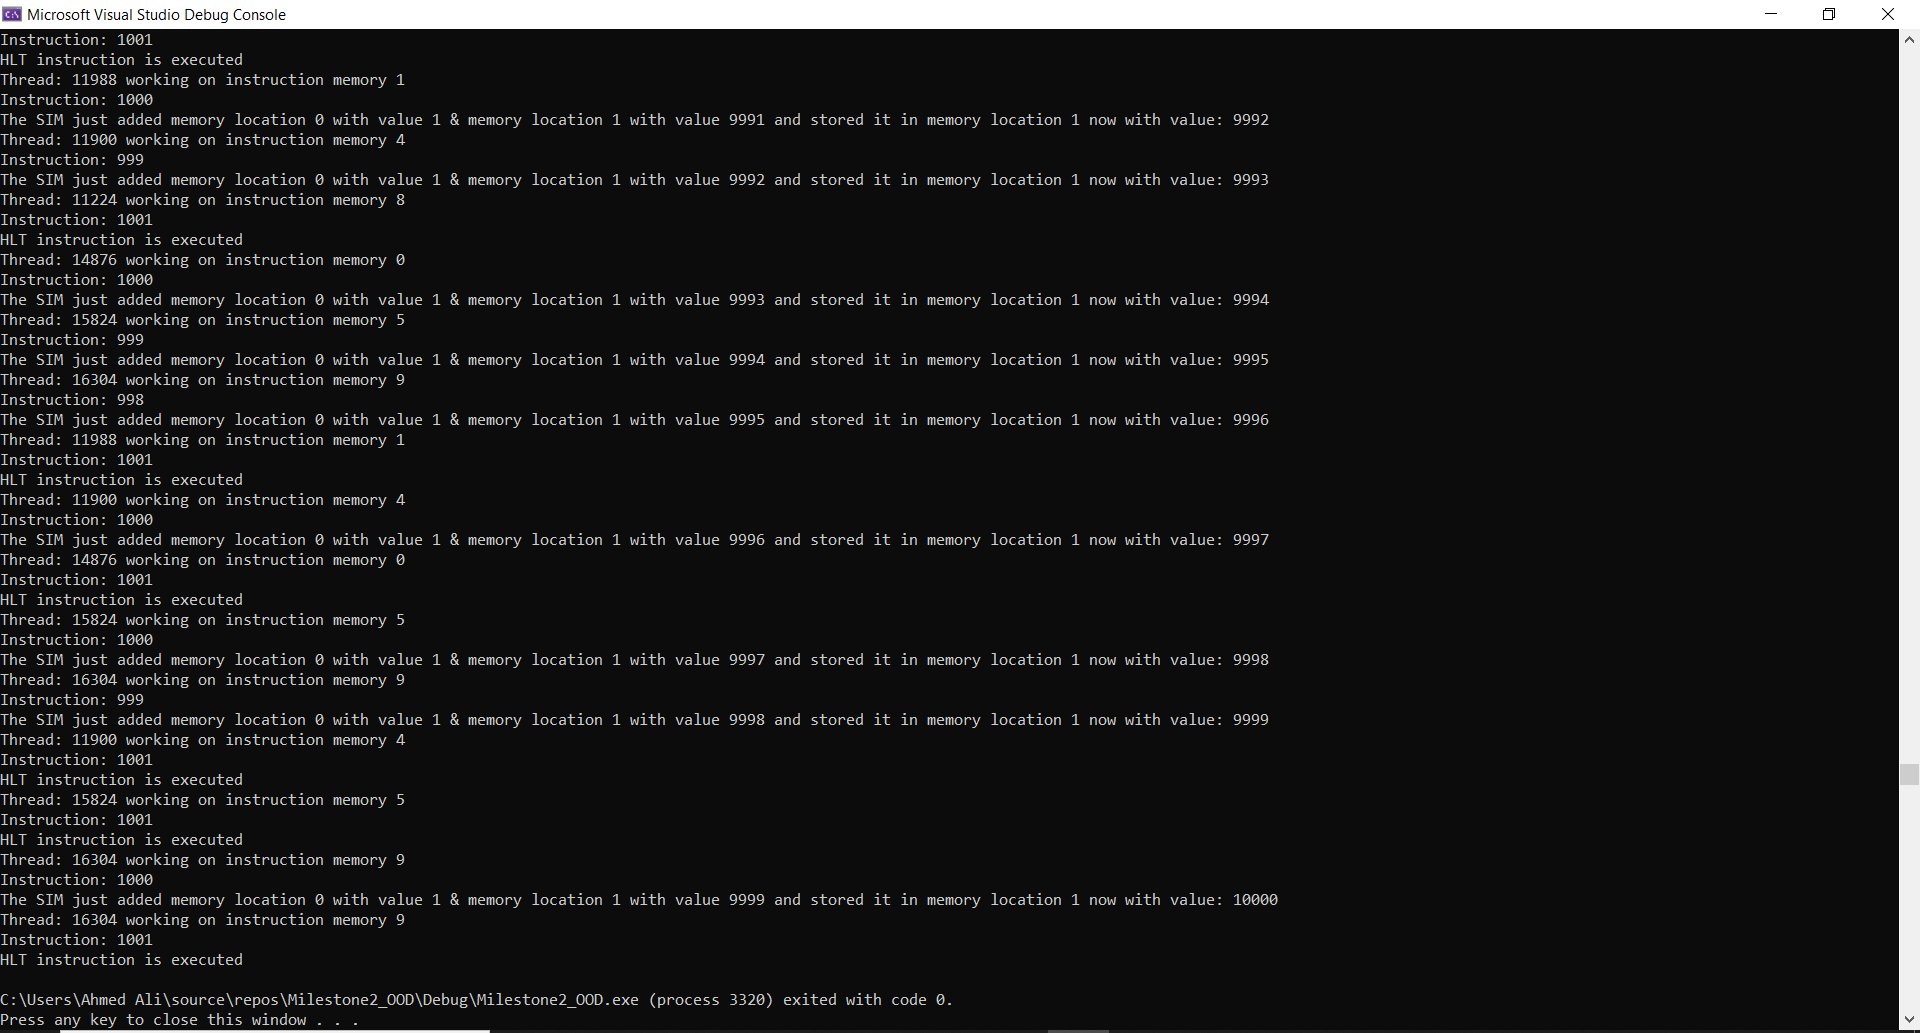 Microsoft Visual Studio Debug Console
Instruction: 1001
HLT instruction is executed
Thread: 11988 working on instruction memory 1
Instruction: 1000
The SIM just added memory location 0 with value 1 & memory location 1 with value 9991 and stored it in memory location 1 now with value: 9992
Thread: 11900 working on instruction memory 4
Instruction: 999
The SIM just added memory location 0 with value 1 & memory location 1 with value 9992 and stored it in memory location 1 now with value: 9993
Thread: 11224 working on instruction memory 8
Instruction: 1001
HLT instruction is executed
Thread: 14876 working on instruction memory 0
Instruction: 1000
The SIM just added memory location 0 with value 1 & memory location 1 with value 9993 and stored it in memory location 1 now with value: 9994
Thread: 15824 working on instruction memory 5
Instruction: 999
The SIM just added memory location 0 with value 1 & memory location 1 with value 9994 and stored it in memory location 1 now with value: 9995
Thread: 16304 working on instruction memory 9
Instruction: 998
The SIM just added memory location 0 with value 1 & memory location 1 with value 9995 and stored it in memory location 1 now with value: 9996
Thread: 11988 working on instruction memory 1
Instruction: 1001
HLT instruction is executed
Thread: 11900 working on instruction memory 4
Instruction: 1000
The SIM just added memory location 0 with value 1 & memory location 1 with value 9996 and stored it in memory location 1 now with value: 9997
Thread: 14876 working on instruction memory 0
Instruction: 1001
HLT instruction is executed
Thread: 15824 working on instruction memory 5
Instruction: 1000
The SIM just added memory location 0 with value 1 & memory location 1 with value 9997 and stored it in memory location 1 now with value: 9998
Thread: 16304 working on instruction memory 9
Instruction: 999
The SIM just added memory location 0 with value 1 & memory location 1 with value 9998 and stored it in memory location 1 now with value: 9999
Thread: 11900 working on instruction memory 4
Instruction: 1001
HLT instruction is executed
Thread: 15824 working on instruction memory 5
Instruction: 1001
HLT instruction is executed
Thread: 16304 working on instruction memory 9
Instruction: 1000
The SIM just added memory location 0 with value 1 & memory location 1 with value 9999 and stored it in memory location 1 now with value: 10000
Thread: 16304 working on instruction memory 9
Instruction: 1001
HLT instruction is executed
C:\Users\Ahmed Ali\source\repos\Milestone2_OOD\Debug\Milestone2_OOD.exe (process 3320) exited with code 0.
Press any key to close this window . . .